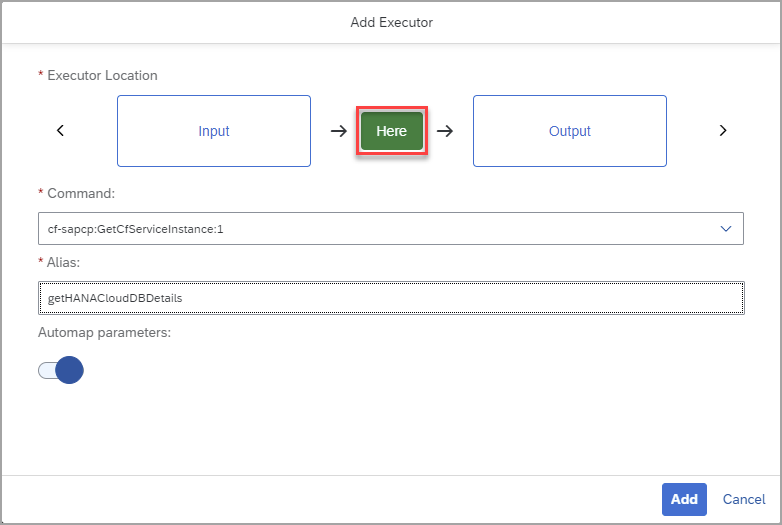 Add Executor
* Executor Location
Input
Here
Output
* Command:
cf-sapcp:GetCfServiceInstance:1
* Alias:
getHANACloudDBDetails
Automap parameters:
Add
Cancel